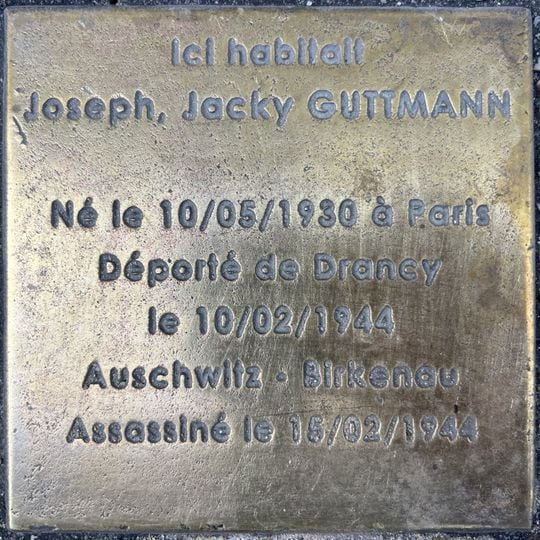 Ici habitait
Joseph, Jacky GUTTMANN
Né le 10/05/1930 à Paris
Déporté de Drancy
le 10/02/1944
Auschwitz - Birkenau
Assassiné le 15/02/1944